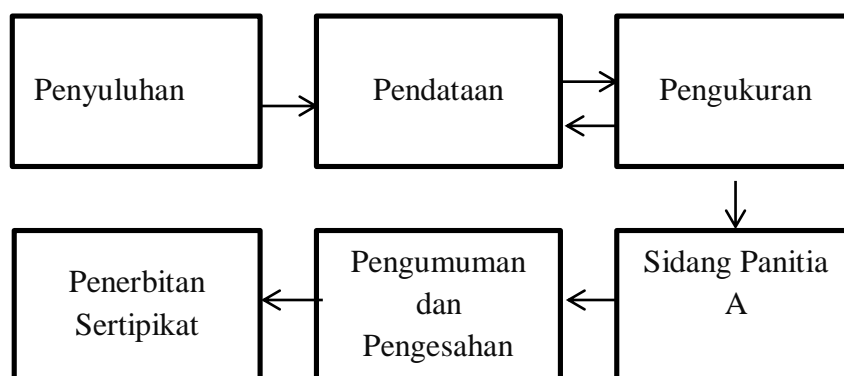 Penyuluhan
Pendataan
Pengukuran
Sidang Panitia
A
Pengumuman
dan
Pengesahan
Penerbitan
Sertipikat